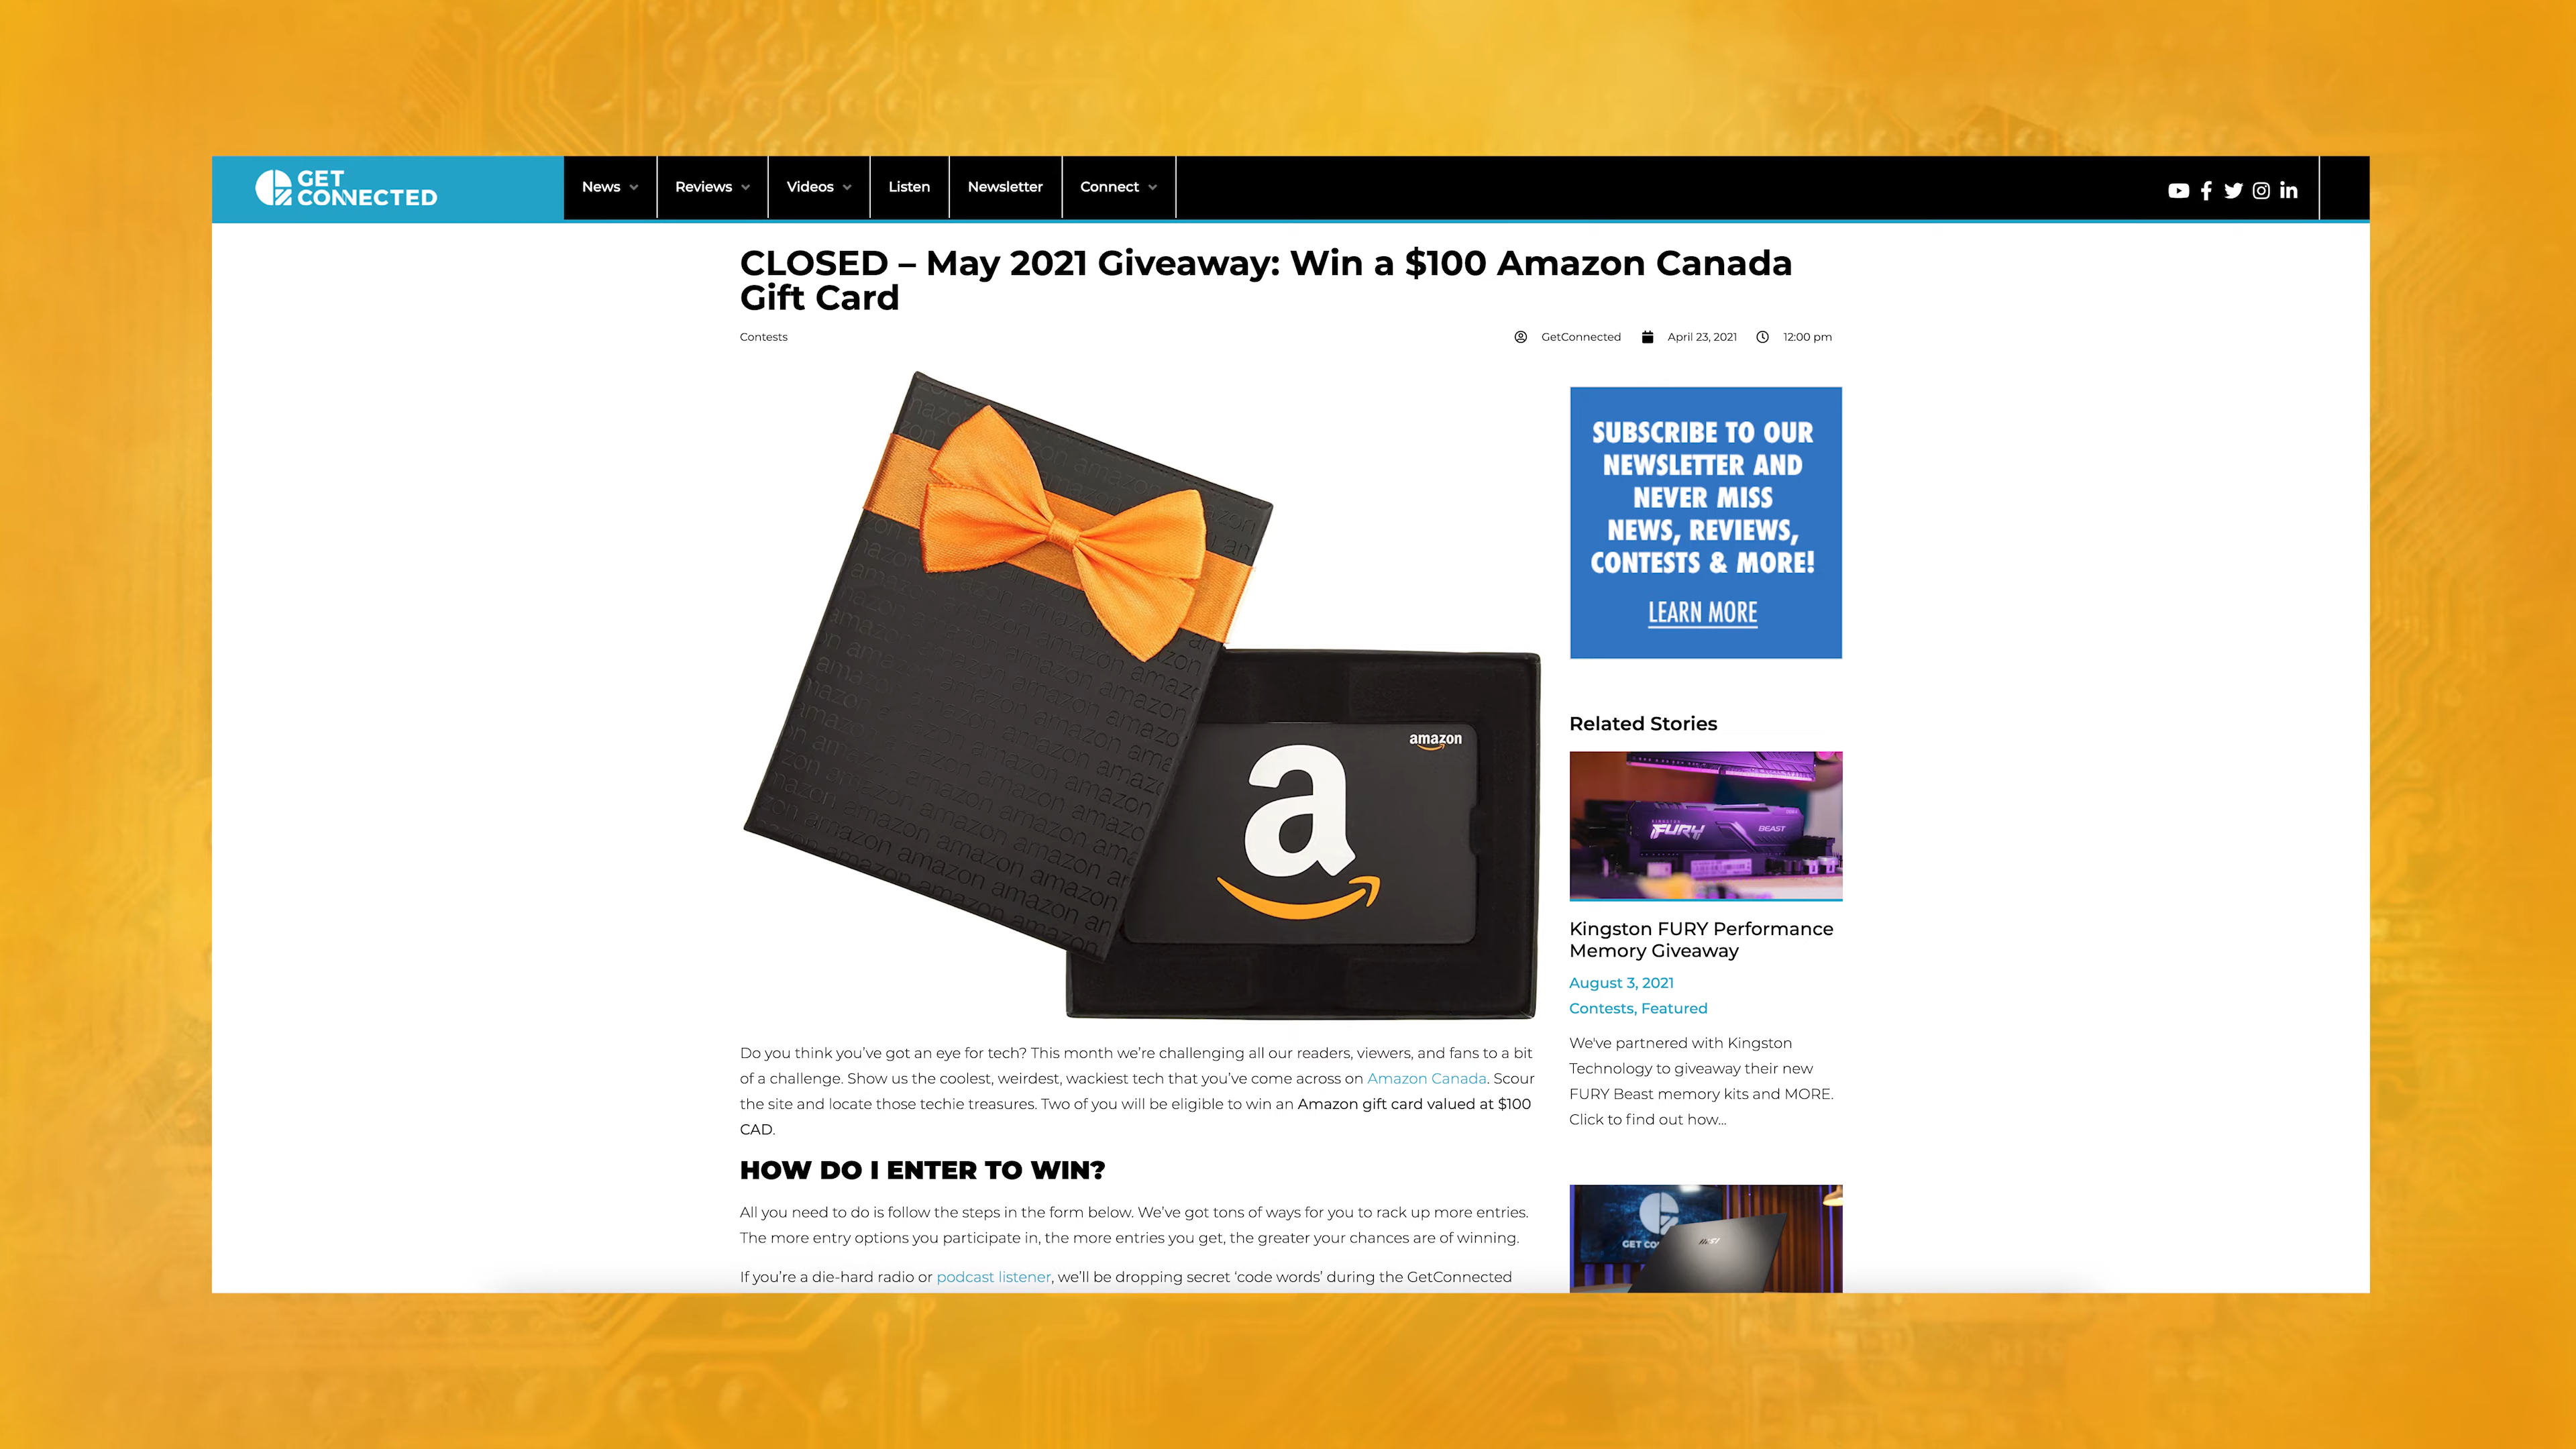 GET
CONNECTED
News
Reviews
Videos
Listen
Newsletter
Connect
CLOSED – May 2021 Giveaway: Win a $100 Amazon Canada
Gift Card
Contests
GetConnected
April 23, 2021
12:00 pm
amazon
a
SUBSCRIBE TO OUR
NEWSLETTER AND
NEVER MISS
NEWS, REVIEWS,
CONTESTS & MORE!
LEARN MORE
Related Stories
FURY
BEAST
Kingston FURY Performance
Memory Giveaway
August 3, 2021
Contests, Featured
We've partnered with Kingston
Technology to giveaway their new
FURY Beast memory kits and MORE.
Click to find out how...
GET CO
msi
Do you think you’ve got an eye for tech? This month we’re challenging all our readers, viewers, and fans to a bit
of a challenge. Show us the coolest, weirdest, wackiest tech that you’ve come across on Amazon Canada. Scour
the site and locate those techie treasures. Two of you will be eligible to win an Amazon gift card valued at $100
CAD.
HOW DO I ENTER TO WIN?
All you need to do is follow the steps in the form below. We’ve got tons of ways for you to rack up more entries.
The more entry options you participate in, the more entries you get, the greater your chances are of winning.
If you’re a die-hard radio or podcast listener, we’ll be dropping secret ‘code words’ during the GetConnected